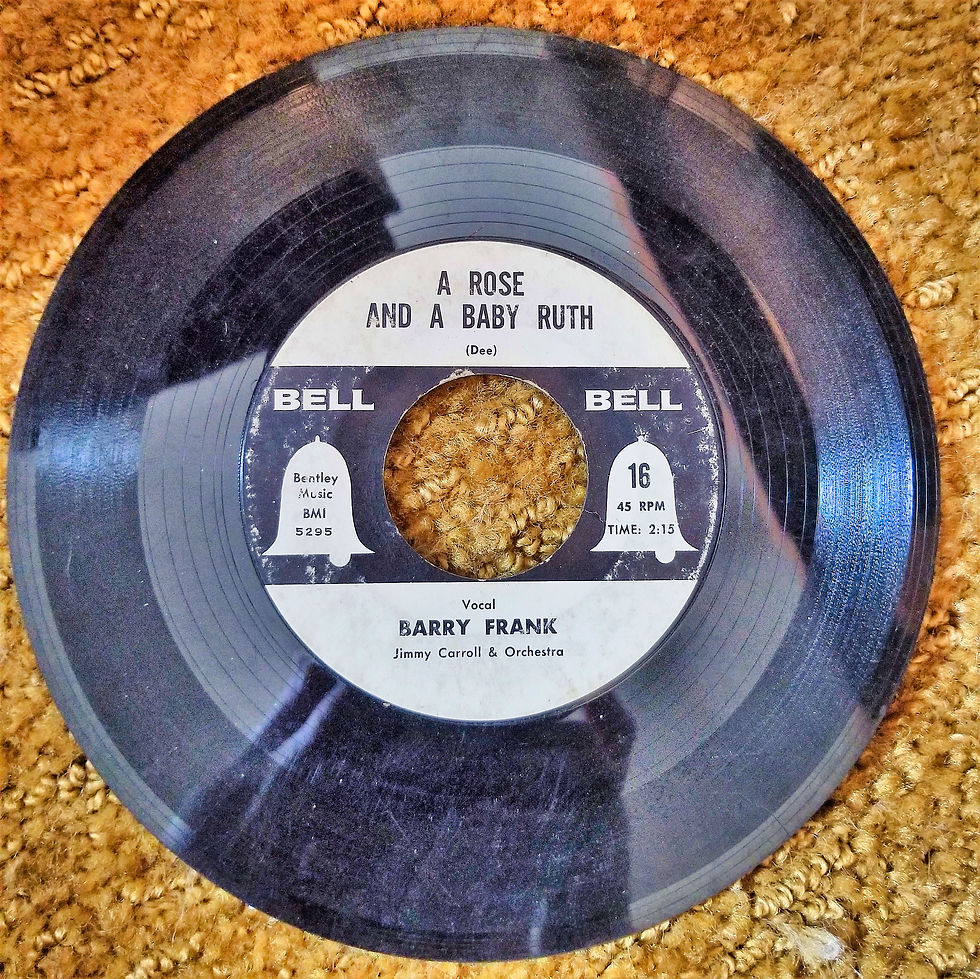 A ROSE
AND A BABY RUTH
(Dee)
BELL
BELL
Bentley
Music
BMI
5295
16
45 RPM
TIME: 2:15
Vocal
BARRY FRANK
Jimmy Carroll & Orchestra